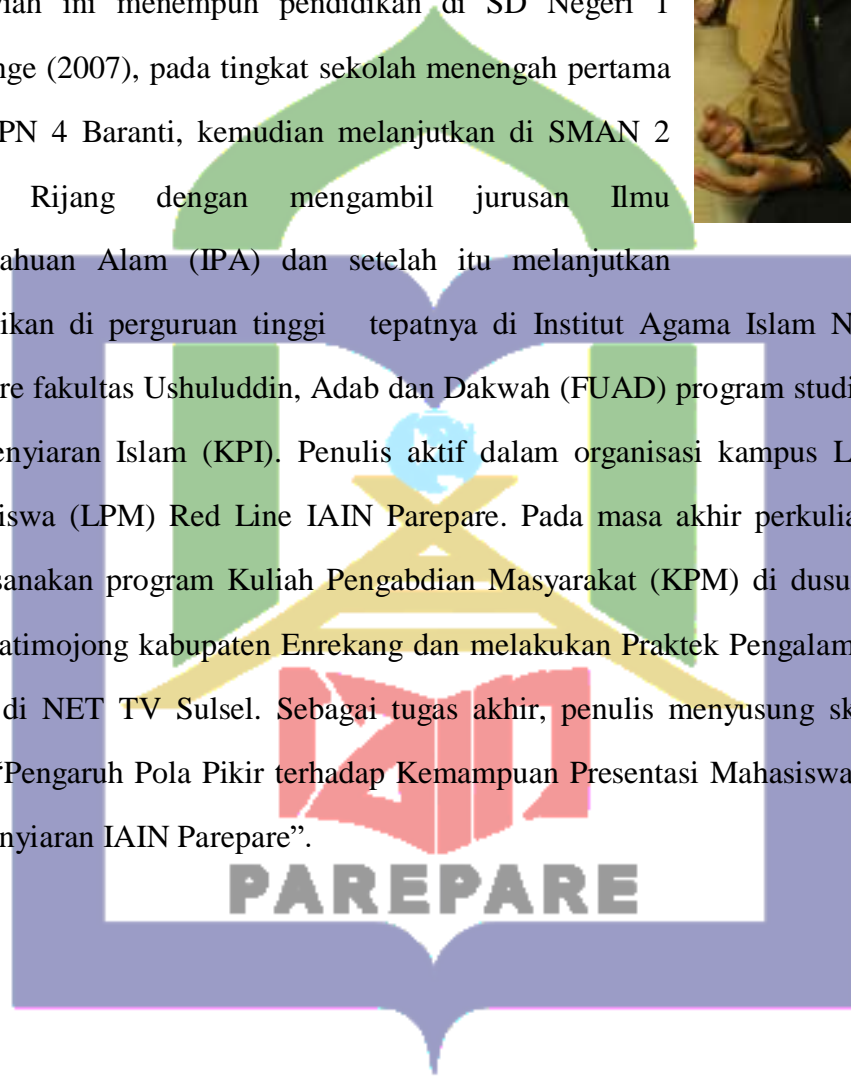 ini menempuh pendidikan di SD Negeri 1
nge (2007), pada tingkat sekolah menengah pertama
PN 4 Baranti, kemudian melanjutkan di SMAN 2
Rijang dengan mengambil jurusan Ilmu
ahuan Alam (IPA) dan setelah itu melanjutkan
ikan di perguruan tinggi tepatnya di Institut Agama Islam N
re fakultas Ushuluddin, Adab dan Dakwah (FUAD) program studi
enyiaran Islam (KPI). Penulis aktif dalam organisasi kampus L
iswa (LPM) Red Line IAIN Parepare. Pada masa akhir perkulia
sanakan program Kuliah Pengabdian Masyarakat (KPM) di dusu
atimojong kabupaten Enrekang dan melakukan Praktek Pengalam
di NET TV Sulsel. Sebagai tugas akhir, penulis menyusung sk
“Pengaruh Pola Pikir terhadap Kemampuan Presentasi Mahasiswa
nyiaran IAIN Parepare”.
iain
PAREPARE